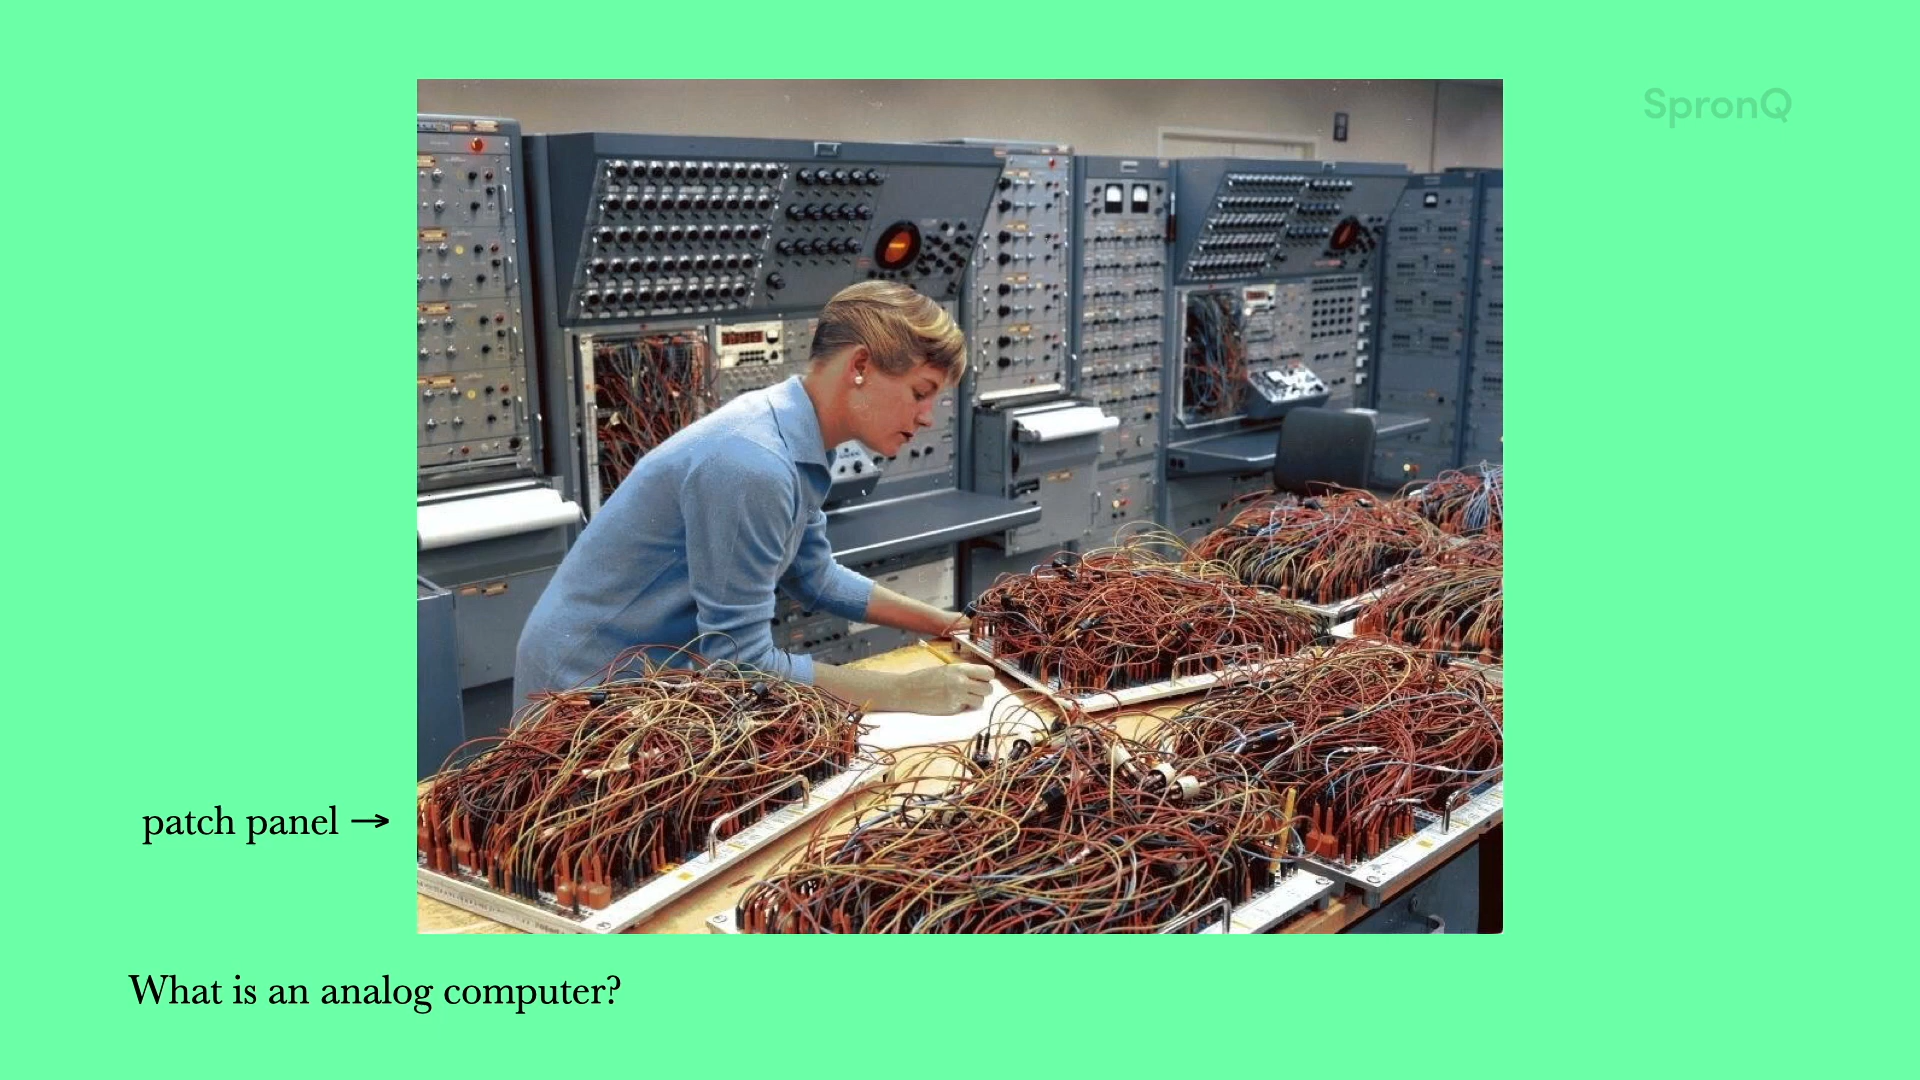 SpronQ
patch panel →
What is an analog computer?